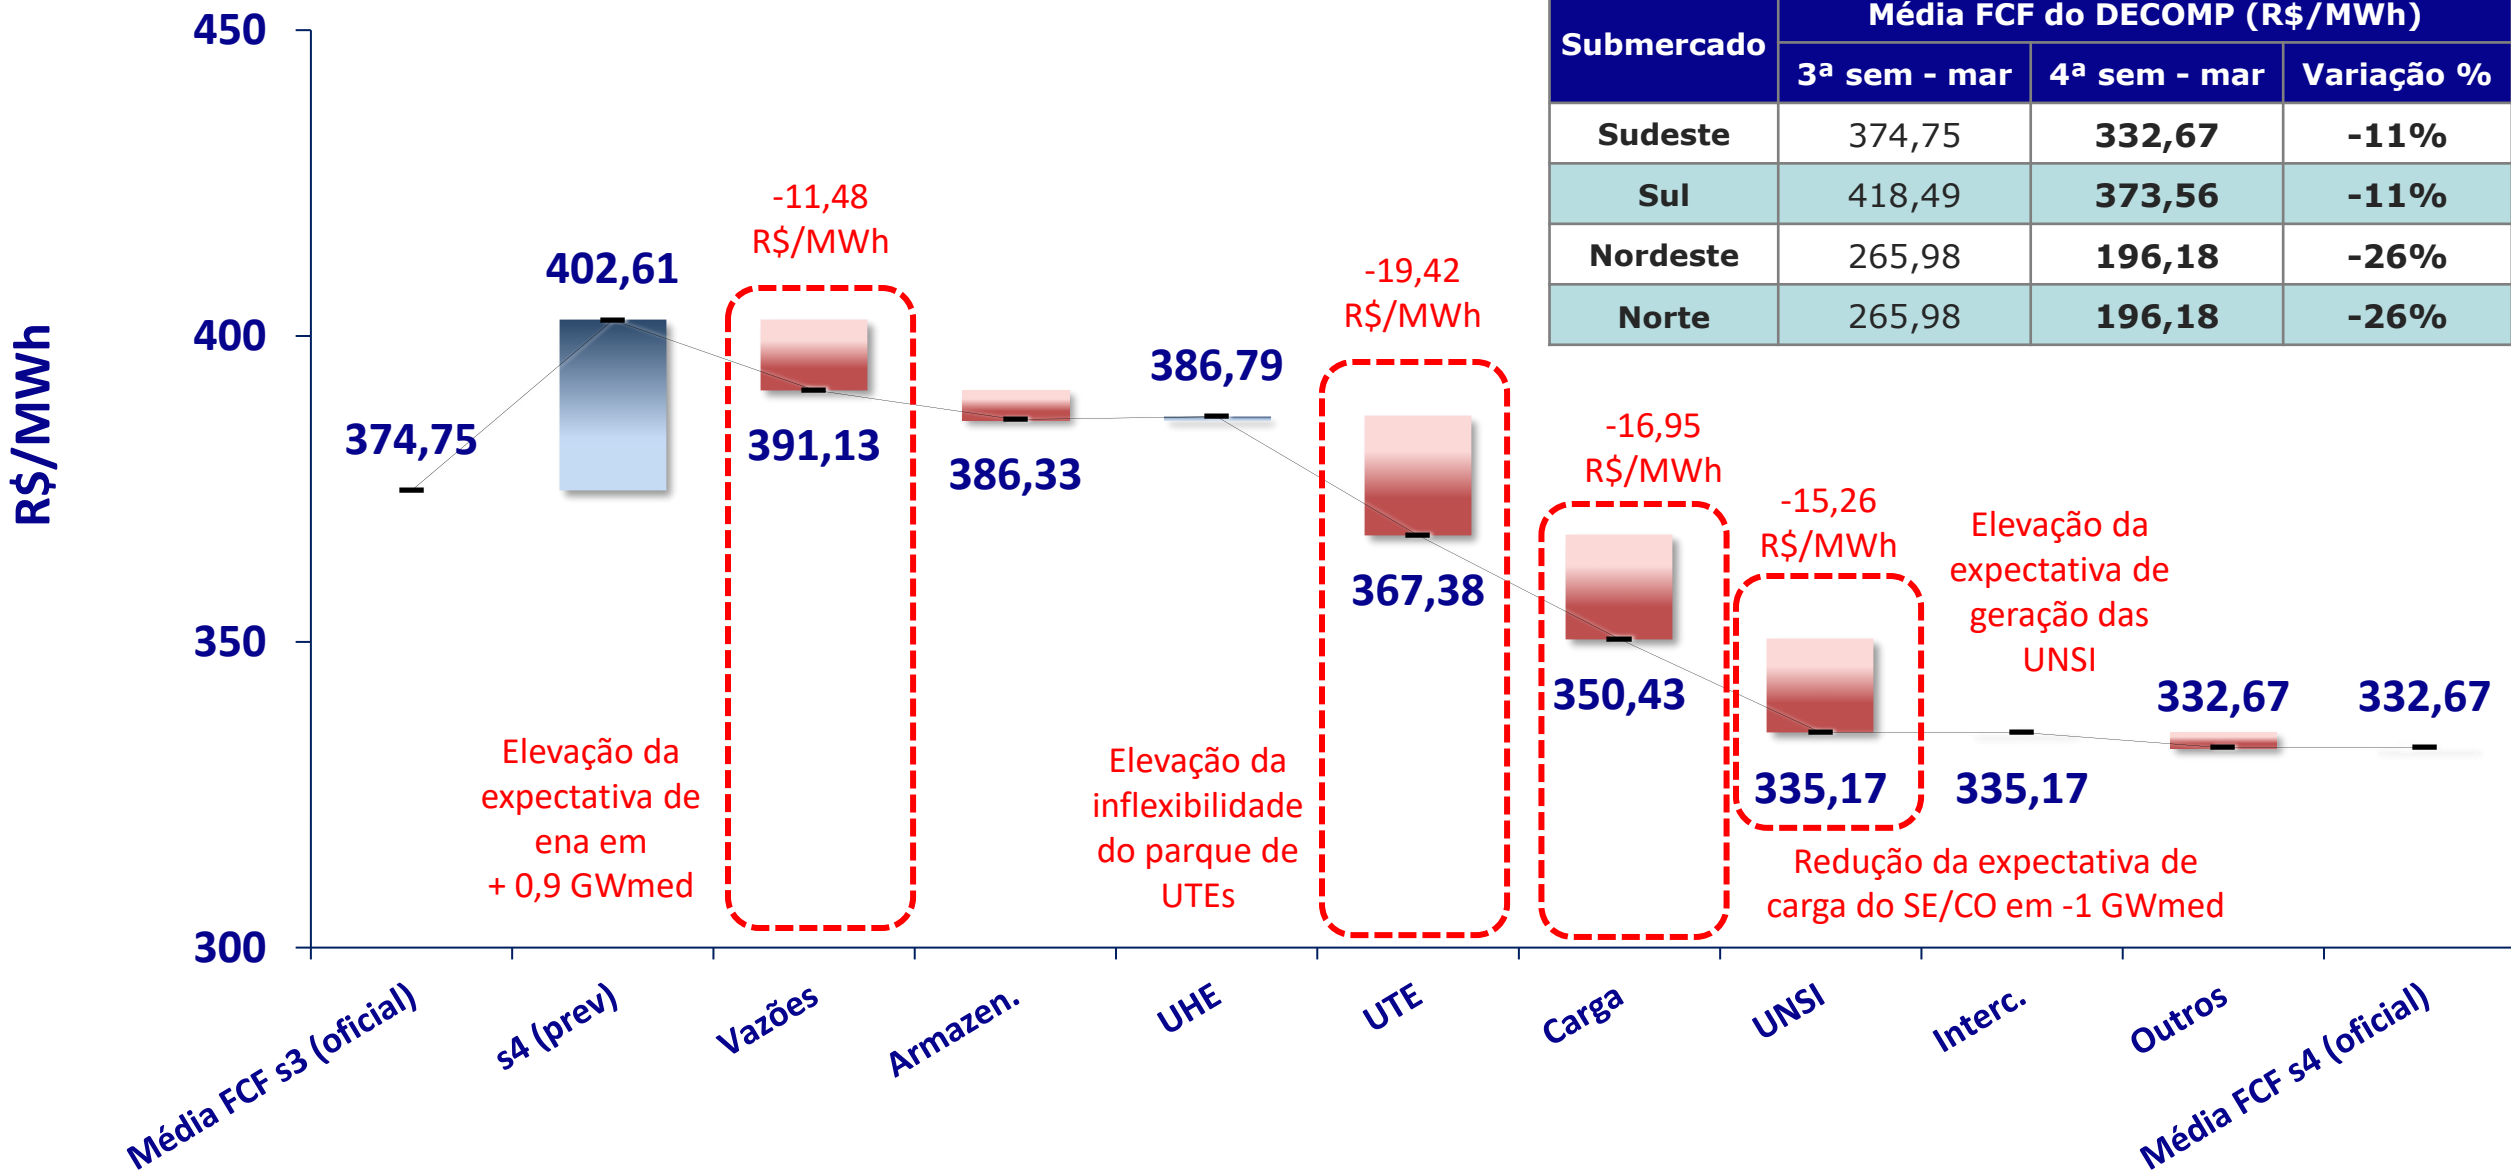 R$/MWh
450
400
350
300
Submercado
Média FCF do DECOMP (R$/MWh)
3ª sem - mar 4ª sem - mar Variação %
Sudeste 374,75 332,67 -11%
Sul 418,49 373,56 -11%
Nordeste 265,98 196,18 -26%
Norte 265,98 196,18 -26%
374,75
402,61
-11,48
R$/MWh
391,13
386,33
386,79
-19,42
R$/MWh
367,38
-16,95
R$/MWh
350,43
-15,26
R$/MWh
335,17
335,17
332,67
332,67
Elevação da
expectativa de
ena em
+ 0,9 GWmed
Elevação da
inflexibilidade
do parque de
UTEs
Elevação da
expectativa de
geração das
UNSI
Redução da expectativa de
carga do SE/CO em -1 GWmed
Média FCF s3 (oficial)
s4 (prev)
Vazões
Armazen.
UHE
UTE
Carga
UNSI
Interc.
Outros
Média FCF s4 (oficial)